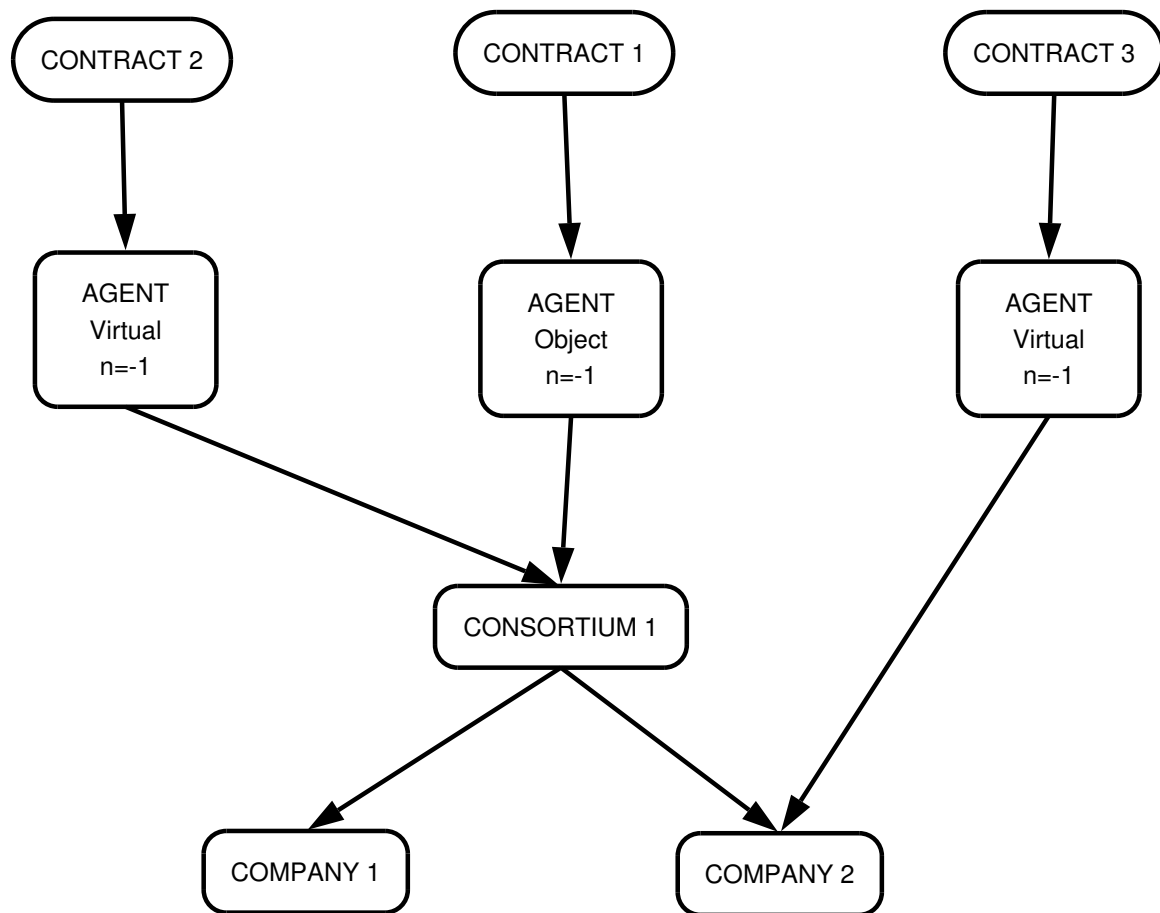 CONTRACT 2
CONTRACT 1
CONTRACT 3
AGENT
Virtual
n=-1
AGENT
Object
n=-1
AGENT
Virtual
n=-1
CONSORTIUM 1
COMPANY 1
COMPANY 2